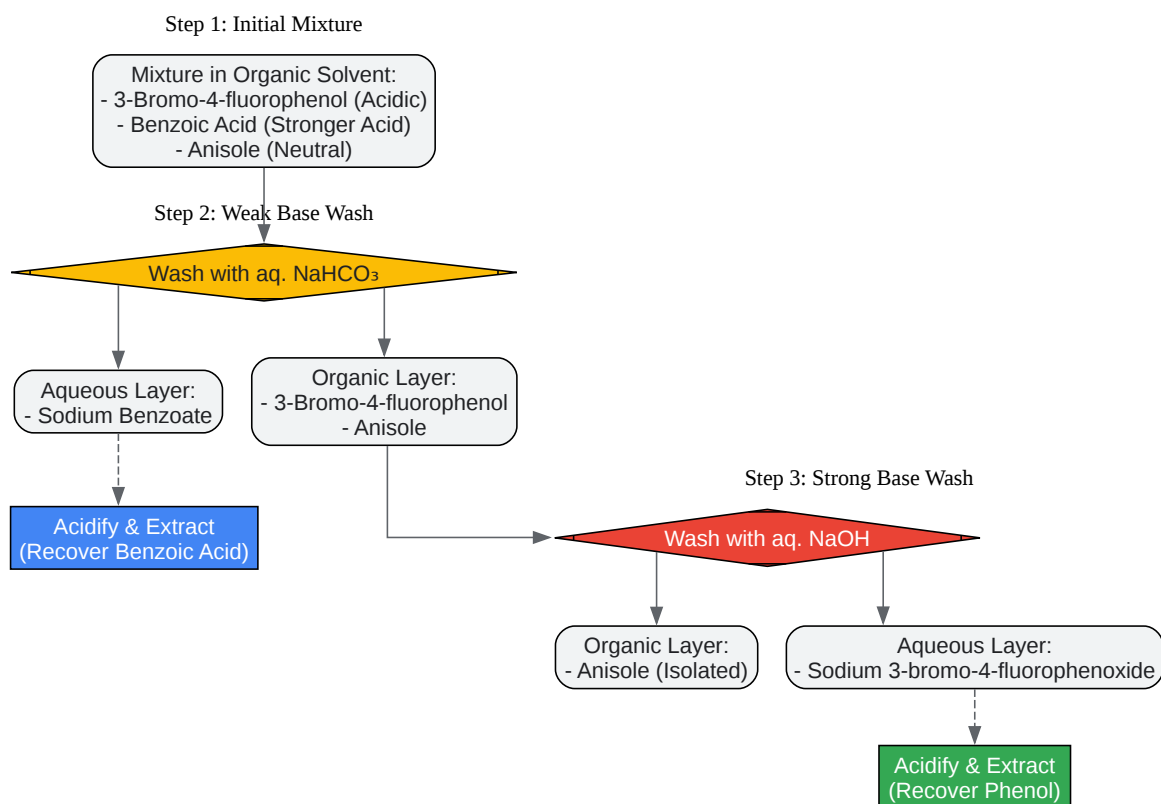 Step 1: Initial Mixture
Mixture in Organic Solvent:
- 3-Bromo-4-fluorophenol (Acidic)
- Benzoic Acid (Stronger Acid)
- Anisole (Neutral)
Step 2: Weak Base Wash
Wash with aq. NaHCO₃
Aqueous Layer:
- Sodium Benzoate
Organic Layer:
- 3-Bromo-4-fluorophenol
- Anisole
Acidify & Extract
(Recover Benzoic Acid)
Step 3: Strong Base Wash
Wash with aq. NaOH
Organic Layer:
- Anisole (Isolated)
Aqueous Layer:
- Sodium 3-bromo-4-fluorophenoxide
Acidify & Extract
(Recover Phenol)